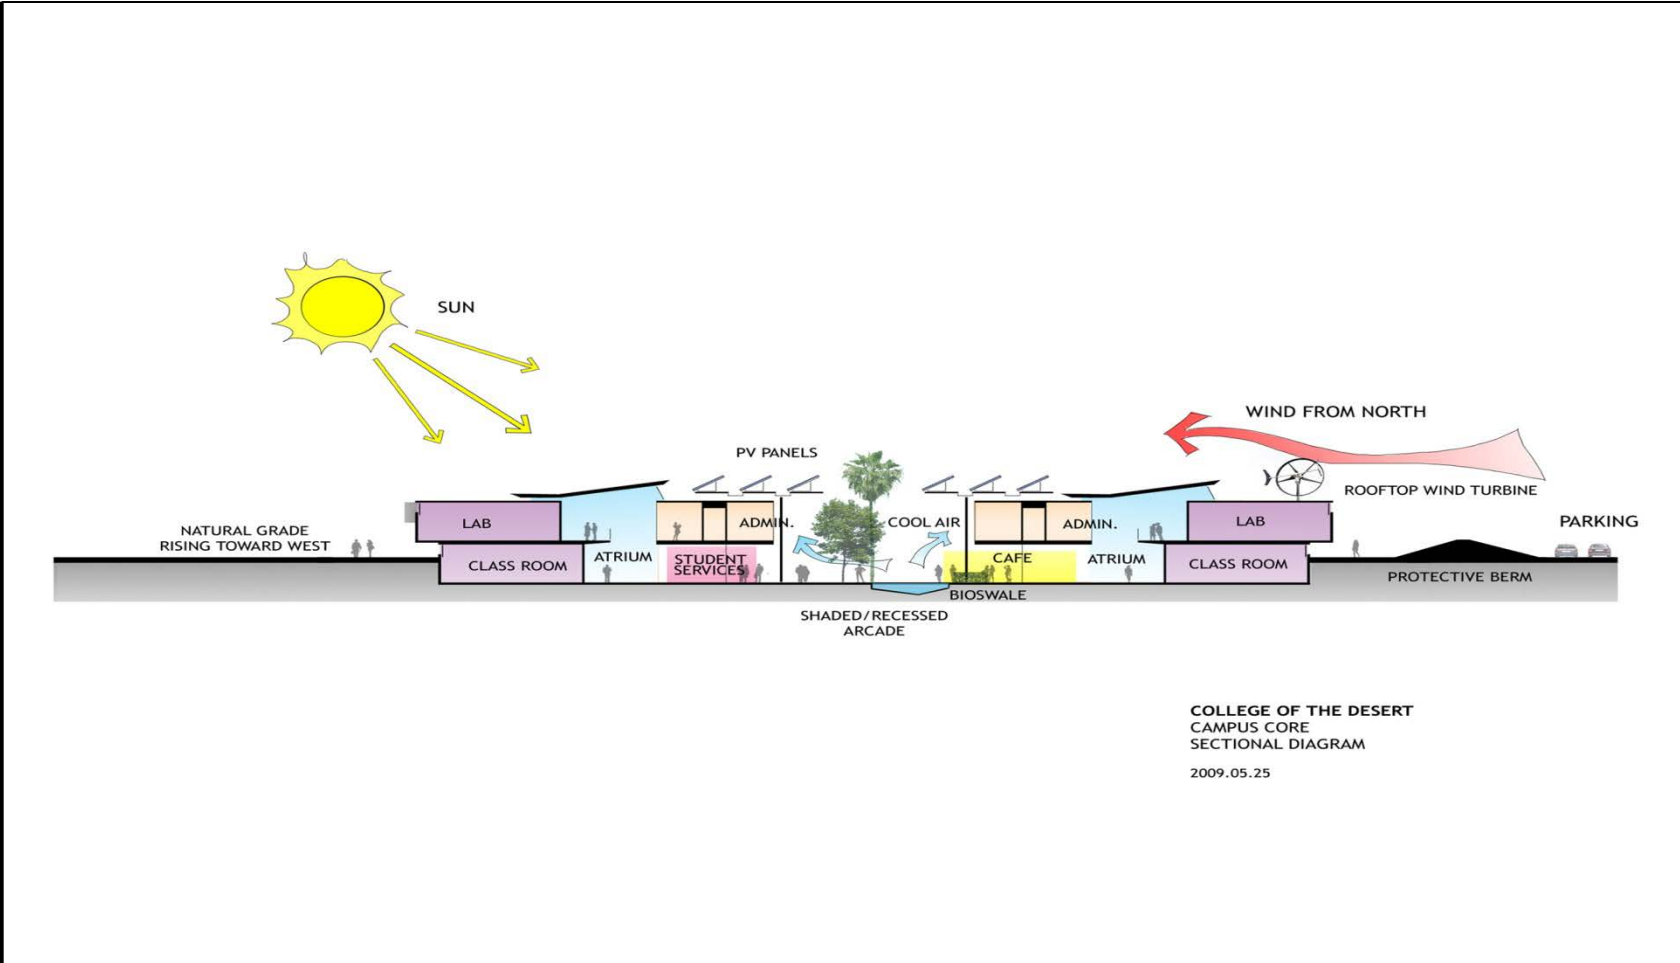 SUN
WIND FROM NORTH
PV PANELS
ROOFTOP WIND TURBINE
PARKING
NATURAL GRADE
RISING TOWARD WEST
LAB
ADMIN.
COOL AIR
ADMIN.
LAB
CLASS ROOM
ATRIUM
STUDENT
SERVICES
CAFE
ATRIUM
CLASS ROOM
PROTECTIVE BERM
BIOSWALE
SHADED/RECESSED
ARCADE
COLLEGE OF THE DESERT
CAMPUS CORE
SECTIONAL DIAGRAM
2009.05.25